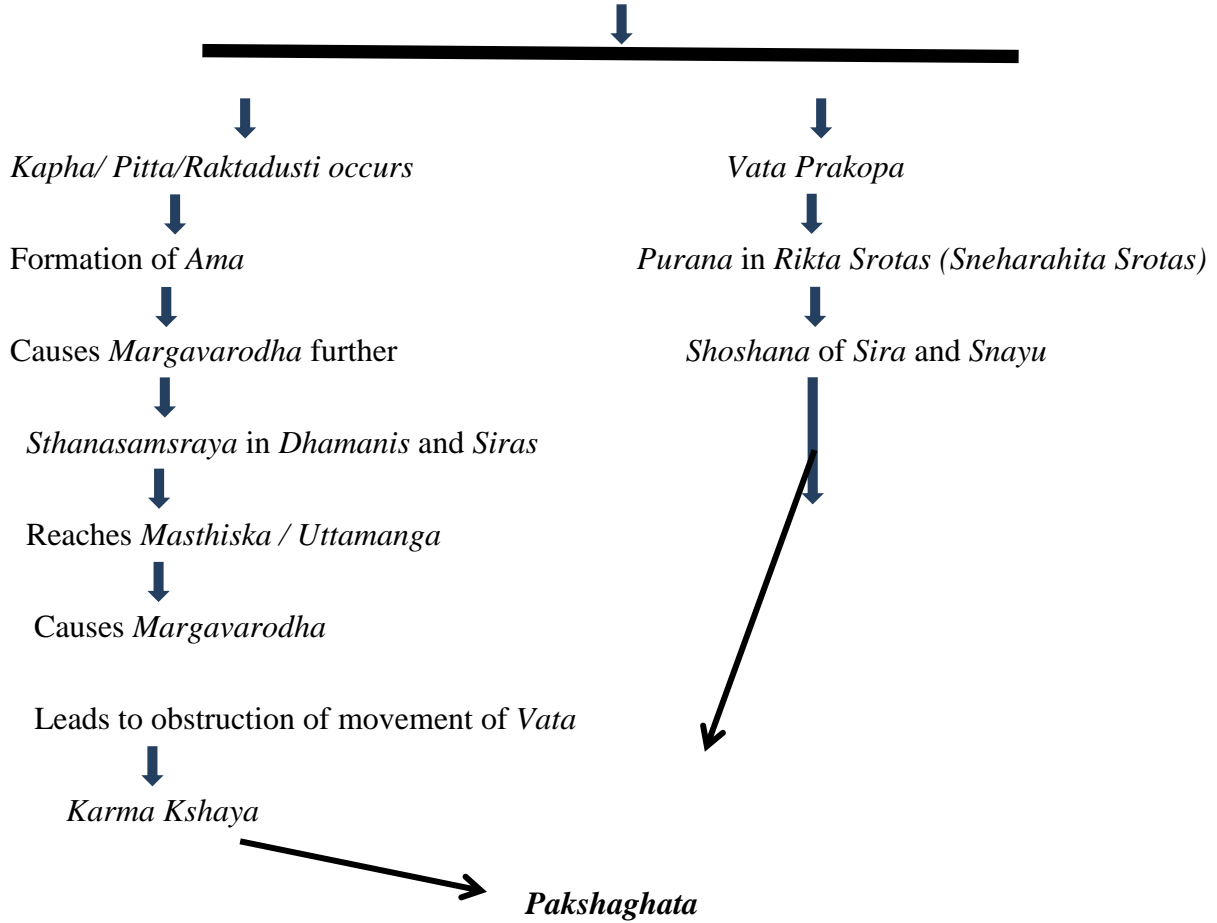 Kapha/ Pitta/Raktadusti occurs
Vata Prakopa
Formation of Ama
Purana in Rikta Srotas (Sneharahita Srotas)
Causes Margavarodha further
Shoshana of Sira and Snayu
Sthanasamsraya in Dhamanis and Siras
Reaches Masthiska / Uttamanga
Causes Margavarodha
Leads to obstruction of movement of Vata
Karma Kshaya
Pakshaghata